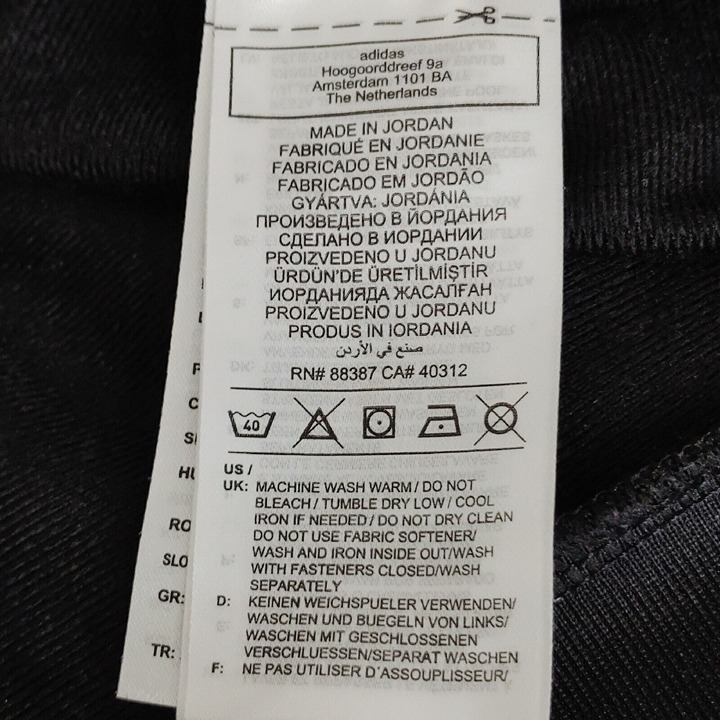 adidas
Hoogoorddreef 9a
Amsterdam 1101 BA
The Netherlands
MADE IN JORDAN
FABRIQUÉ EN JORDANIE
FABRICADO EN JORDANIA
FABRICADO EM JORDÃO
GYÁRTVA: JORDÁNIA
ПРОИЗВЕДЕНО В ЙОРДАНИЯ
СДЕЛАНО В ИОРДАНИИ
PROIZVEDENO U JORDANU
ÜRDÜN'DE ÜRETİLMİŞTİR
ИОРДАНИЯДА ЖАСАЛҒАН
PROIZVEDENO U JORDANU
PRODUS IN IORDANIA
صنع في الأردن
RN# 88387 CA# 40312
40
US /
UK: MACHINE WASH WARM / DO NOT
BLEACH / TUMBLE DRY LOW / COOL
IRON IF NEEDED / DO NOT DRY CLEAN
DO NOT USE FABRIC SOFTENER/
WASH AND IRON INSIDE OUT/WASH
WITH FASTENERS CLOSED/WASH
SEPARATELY
D: KEINEN WEICHSPUELER VERWENDEN/
WASCHEN UND BUEGELN VON LINKS/
WASCHEN MIT GESCHLOSSENEN
VERSCHLUESSEN/SEPARAT WASCHEN
F: NE PAS UTILISER D'ASSOUPLISSEUR/
HU
RO
SLO
GR:
TR: